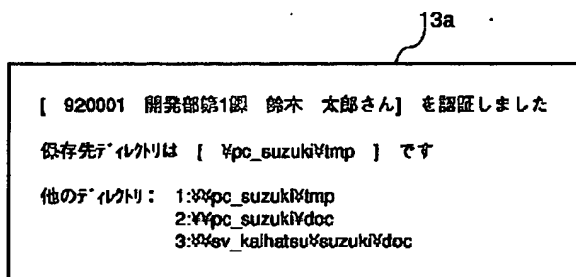 13a
[ 920001 開発部第1課 鈴木 太郎さん] を認証しました
保存先ディレクトリは [ ¥pc_suzuki¥tmp ] です
他のディレクトリ: 1:¥¥pc_suzuki¥tmp
2:¥¥pc_suzuki¥doc
3:¥¥sv_kaihatsu¥suzuki¥doc